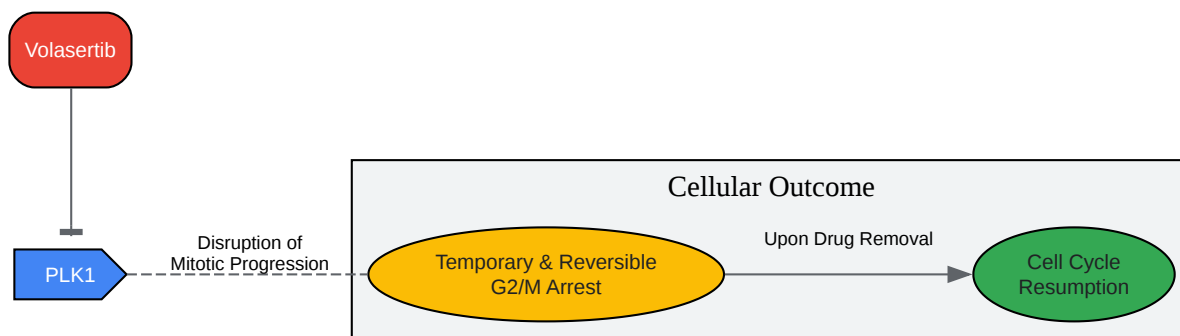 Volasertib
Cellular Outcome
Disruption of
Mitotic Progression
Upon Drug Removal
PLK1
Temporary & Reversible
G2/M Arrest
Cell Cycle
Resumption